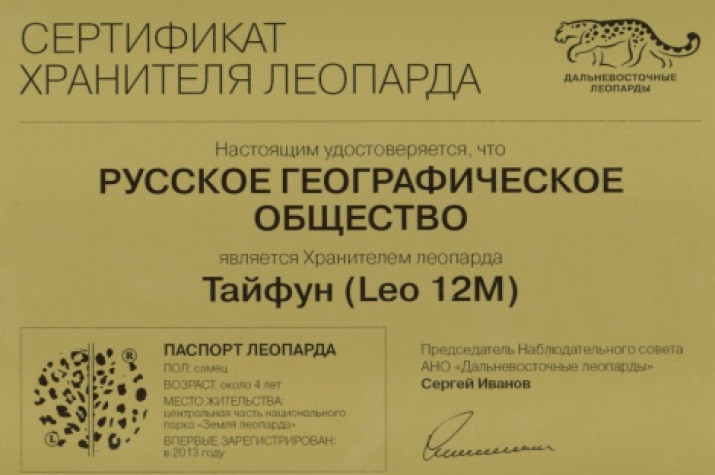 СЕРТИФИКАТ
ХРАНИТЕЛЯ ЛЕОПАРДА
ДАЛЬНЕВОСТОЧНЫЕ
ЛЕОПАРДЫ
Настоящим удостоверяется, что
РУССКОЕ ГЕОГРАФИЧЕСКОЕ
ОБЩЕСТВО
является Хранителем леопарда
Тайфун (Leo 12M)
ПАСПОРТ ЛЕОПАРДА
ПОЛ: самец
ВОЗРАСТ: около 4 лет
МЕСТО ЖИТЕЛЬСТВА:
центральная часть национального
парка «Земля леопарда»
ВПЕРВЫЕ ЗАРЕГИСТРИРОВАН:
в 2013 году
L
R
Председатель Наблюдательного совета
АНО «Дальневосточные леопарды»
Сергей Иванов